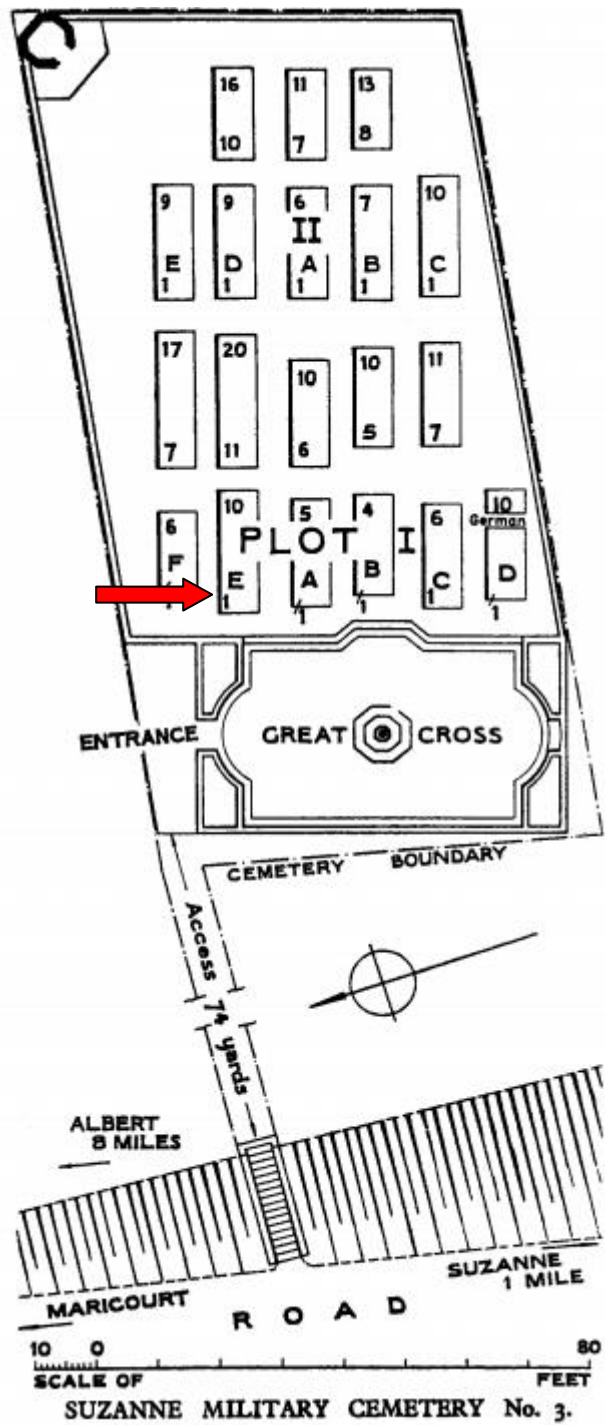 16 11 13
10 7 8
9 9 6 7 10
II
E D A B C
1 1 1 1 1
17 20 10 10 11
7 11 6 5 7
6 10 5 4 6 10
German
PLOT I
F E A B C D
1 1 1 1 1 1
ENTRANCE GREAT CROSS
CEMETERY BOUNDARY
Access 74 yards
ALBERT
8 MILES
SUZANNE
1 MILE
MARICOURT
ROAD
10 0 80
SCALE OF FEET
SUZANNE MILITARY CEMETERY No. 3.